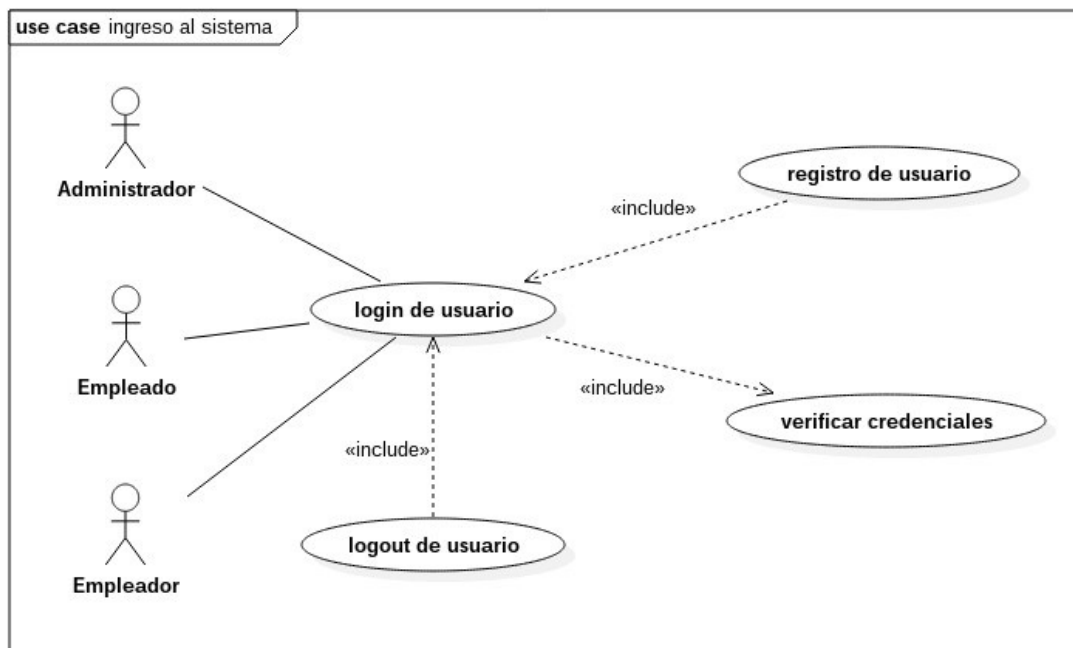 use case ingreso al sistema
Administrador
registro de usuario
«include»
login de usuario
Empleado
«include»
verificar credenciales
«include»
Empleador
logout de usuario